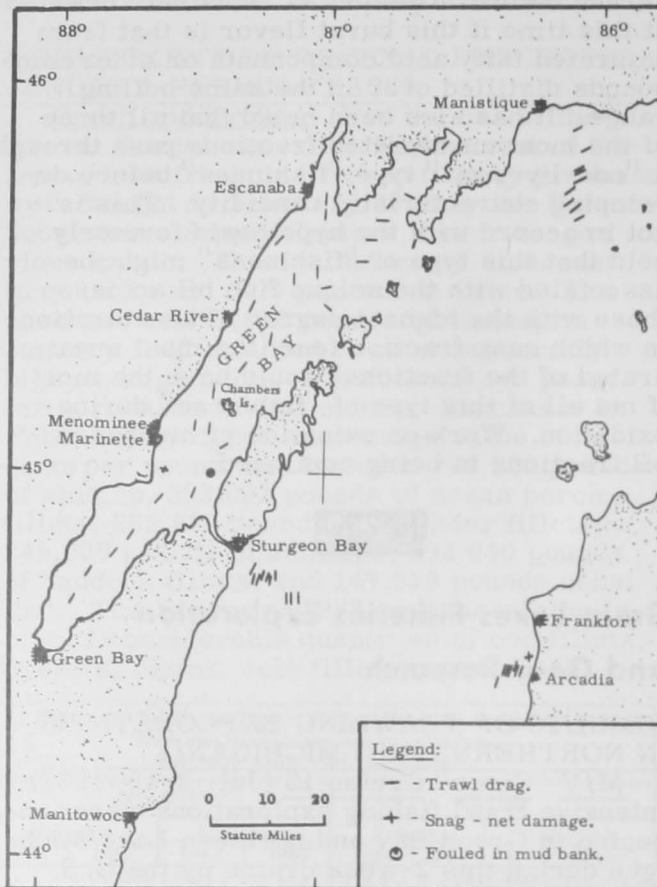 88° 87° 86°
46°
Manistique
Escanaba
Cedar River
GREEN
BAY
Chambers
Is.
Menominee
Marinette
45°
Sturgeon Bay
Green Bay
Frankfort
Arcadia
Manitowoc
0 10 20
Statute Miles
44°
Legend:
- Trawl drag.
+ Snag - net damage.
Fouled in mud bank.